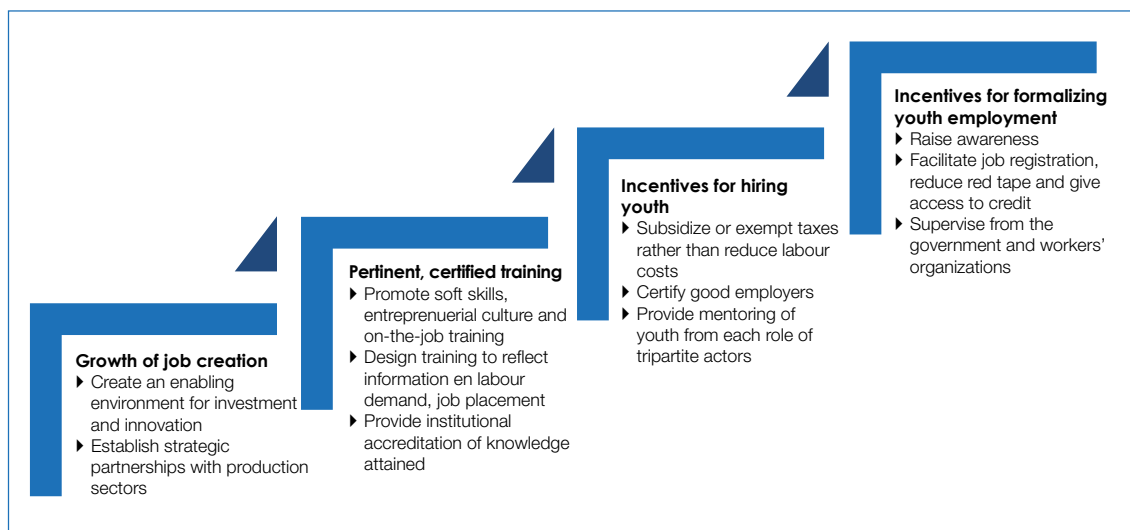 Growth of job creation
▶ Create an enabling
environment for investment
and innovation
▶ Establish strategic
partnerships with production
sectors
Pertinent, certified training
▶ Promote soft skills,
entreprenuerial culture and
on-the-job training
▶ Design training to reflect
information en labour
demand, job placement
▶ Provide institutional
accreditation of knowledge
attained
Incentives for hiring
youth
▶ Subsidize or exempt taxes
rather than reduce labour
costs
▶ Certify good employers
▶ Provide mentoring of
youth from each role of
tripartite actors
Incentives for formalizing
youth employment
▶ Raise awareness
▶ Facilitate job registration,
reduce red tape and give
access to credit
▶ Supervise from the
government and workers’
organizations